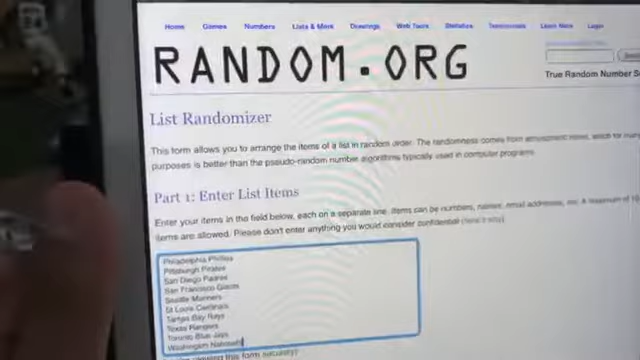 Home Games Numbers Lists & More Drawings Web Tools Statistics Testimonials Learn More Login
RANDOM.ORG
True Random Number S
List Randomizer
This form allows you to arrange the items of a list in random order. The randomness comes from atmospheric noise, which for many
purposes is better than the pseudo-random number algorithms typically used in computer programs.
Part 1: Enter List Items
Enter your items in the field below, each on a separate line. Items can be numbers, names, email addresses, etc. A maximum of 10
items are allowed. Please don't enter anything you would consider confidential
Philadelphia Phillies
Pittsburgh Pirates
San Diego Padres
San Francisco Giants
Seattle Mariners
St Louis Cardinals
Tampa Bay Rays
Texas Rangers
Toronto Blue Jays
Washington Nationals
this form securely)